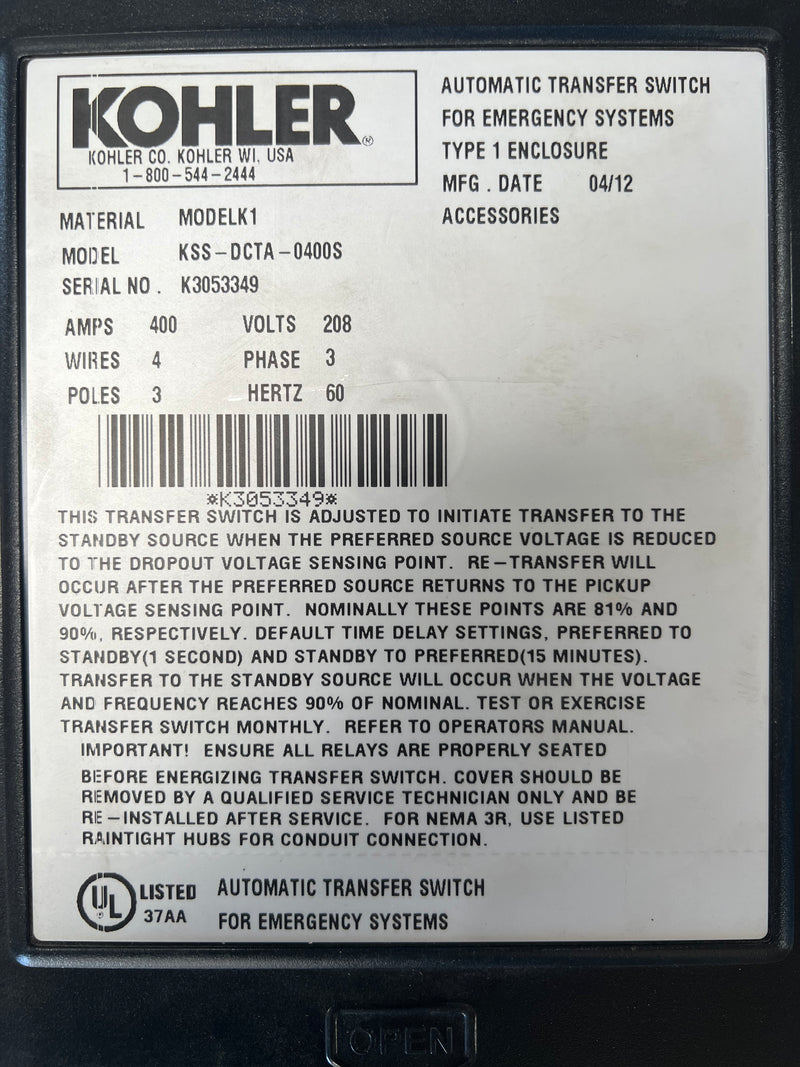 KOHLER®
KOHLER CO. KOHLER WI. USA
1-800-544-2444
AUTOMATIC TRANSFER SWITCH
FOR EMERGENCY SYSTEMS
TYPE 1 ENCLOSURE
MFG . DATE 04/12
ACCESSORIES
MATERIAL MODELK1
MODEL KSS-DCTA-0400S
SERIAL NO . K3053349
AMPS 400 VOLTS 208
WIRES 4 PHASE 3
POLES 3 HERTZ 60
*K3053349*
THIS TRANSFER SWITCH IS ADJUSTED TO INITIATE TRANSFER TO THE
STANDBY SOURCE WHEN THE PREFERRED SOURCE VOLTAGE IS REDUCED
TO THE DROPOUT VOLTAGE SENSING POINT. RE-TRANSFER WILL
OCCUR AFTER THE PREFERRED SOURCE RETURNS TO THE PICKUP
VOLTAGE SENSING POINT. NOMINALLY THESE POINTS ARE 81% AND
90%, RESPECTIVELY. DEFAULT TIME DELAY SETTINGS, PREFERRED TO
STANDBY(1 SECOND) AND STANDBY TO PREFERRED(15 MINUTES).
TRANSFER TO THE STANDBY SOURCE WILL OCCUR WHEN THE VOLTAGE
AND FREQUENCY REACHES 90% OF NOMINAL. TEST OR EXERCISE
TRANSFER SWITCH MONTHLY. REFER TO OPERATORS MANUAL.
IMPORTANT! ENSURE ALL RELAYS ARE PROPERLY SEATED
BEFORE ENERGIZING TRANSFER SWITCH. COVER SHOULD BE
REMOVED BY A QUALIFIED SERVICE TECHNICIAN ONLY AND BE
RE-INSTALLED AFTER SERVICE. FOR NEMA 3R, USE LISTED
RAINTIGHT HUBS FOR CONDUIT CONNECTION.
UL® LISTED
37AA
AUTOMATIC TRANSFER SWITCH
FOR EMERGENCY SYSTEMS
OPEN